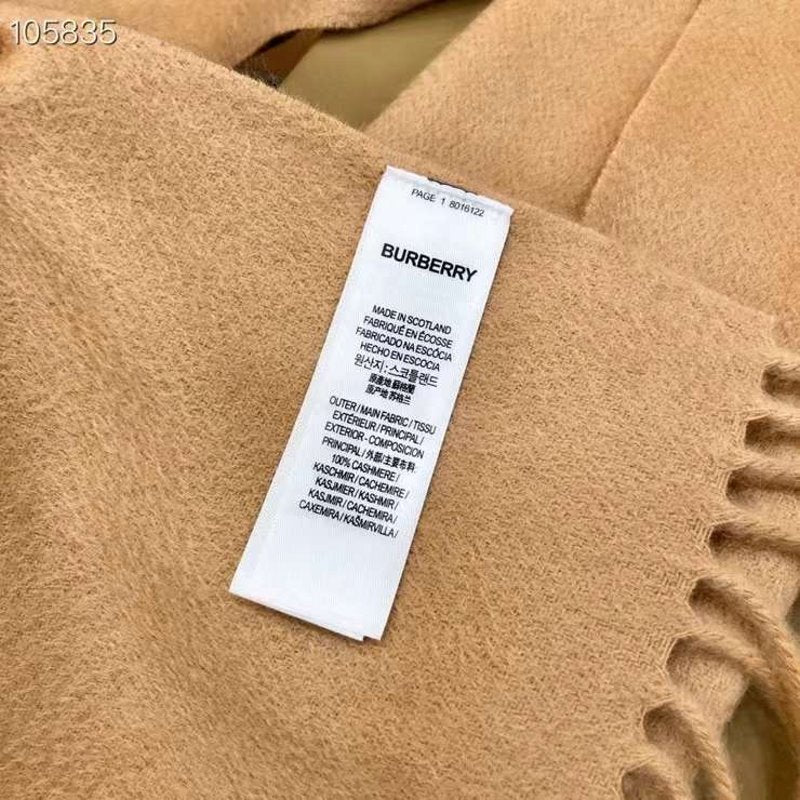 105835
PAGE 1 8016122
BURBERRY
MADE IN SCOTLAND
FABRIQUÉ EN ÉCOSSE
FABRICADO NA ESCÓCIA
HECHO EN ESCOCIA
원산지: 스코틀랜드
原產地 蘇格蘭
原产地 苏格兰
OUTER / MAIN FABRIC / TISSU
EXTÉRIEUR / PRINCIPAL /
EXTERIOR - COMPOSICIÓN
PRINCIPAL / 外部/主要布料:
100% CASHMERE /
KASCHMIR / CACHEMIRE /
KASJMIER / KASHMIR /
KASJMIR / CACHEMIRA /
CAXEMIRA / KAŠMIRVILLA /